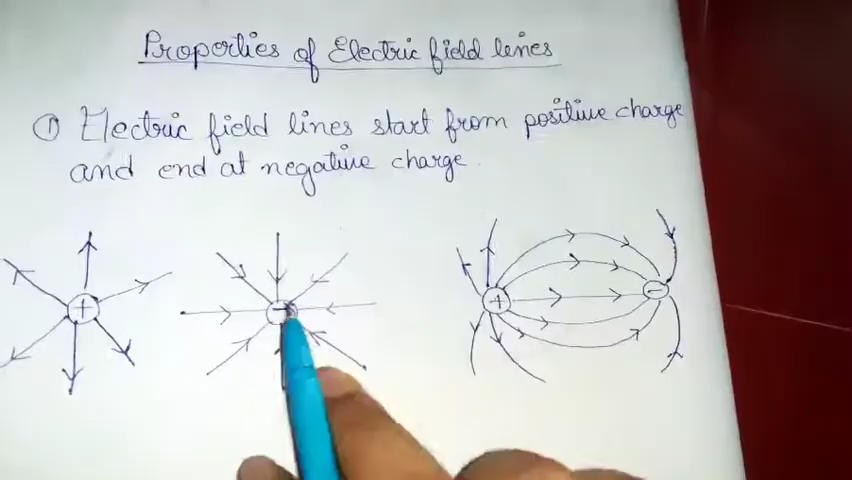 Properties of Electric field lines
① Electric field lines start from positive charge
and end at negative charge.
+
-
+
-